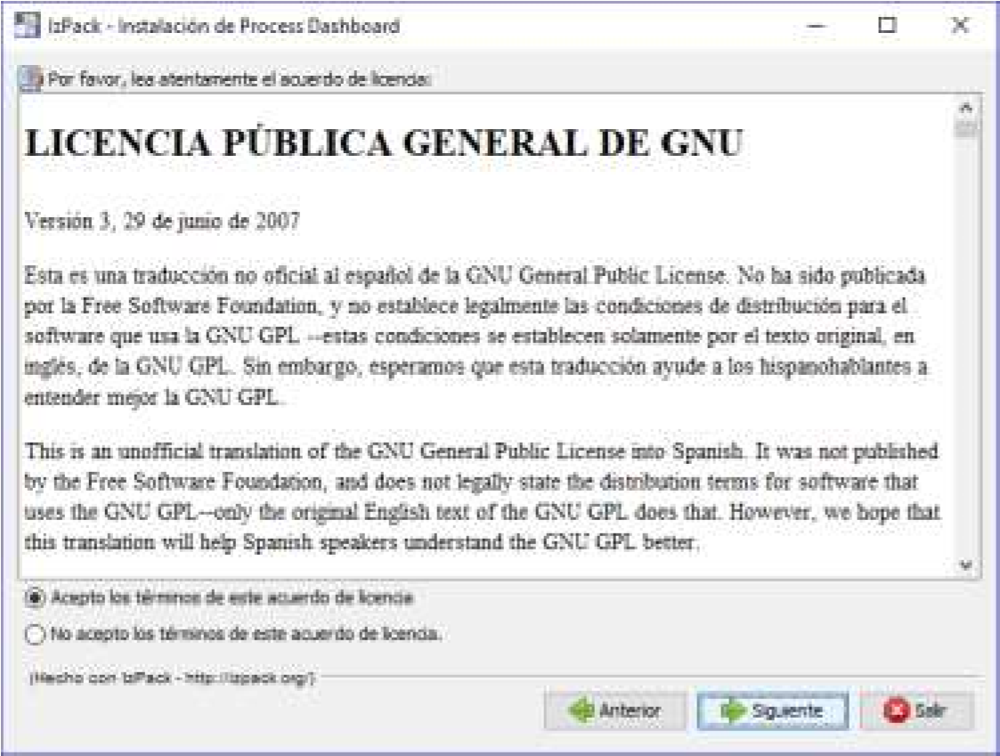 IzPack - Instalación de Process Dashboard
Por favor, lea atentamente el acuerdo de licencia:
LICENCIA PÚBLICA GENERAL DE GNU
Versión 3, 29 de junio de 2007
Esta es una traducción no oficial al español de la GNU General Public License. No ha sido publicada
por la Free Software Foundation, y no establece legalmente las condiciones de distribución para el
software que usa la GNU GPL --estas condiciones se establecen solamente por el texto original, en
inglés, de la GNU GPL. Sin embargo, esperamos que esta traducción ayude a los hispanohablantes a
entender mejor la GNU GPL.
This is an unofficial translation of the GNU General Public License into Spanish. It was not published
by the Free Software Foundation, and does not legally state the distribution terms for software that
uses the GNU GPL--only the original English text of the GNU GPL does that. However, we hope that
this translation will help Spanish speakers understand the GNU GPL better.
Acepto los términos de este acuerdo de licencia
No acepto los términos de este acuerdo de licencia.
(Hecho con IzPack - http://izpack.org/)
Anterior
Siguiente
Salir